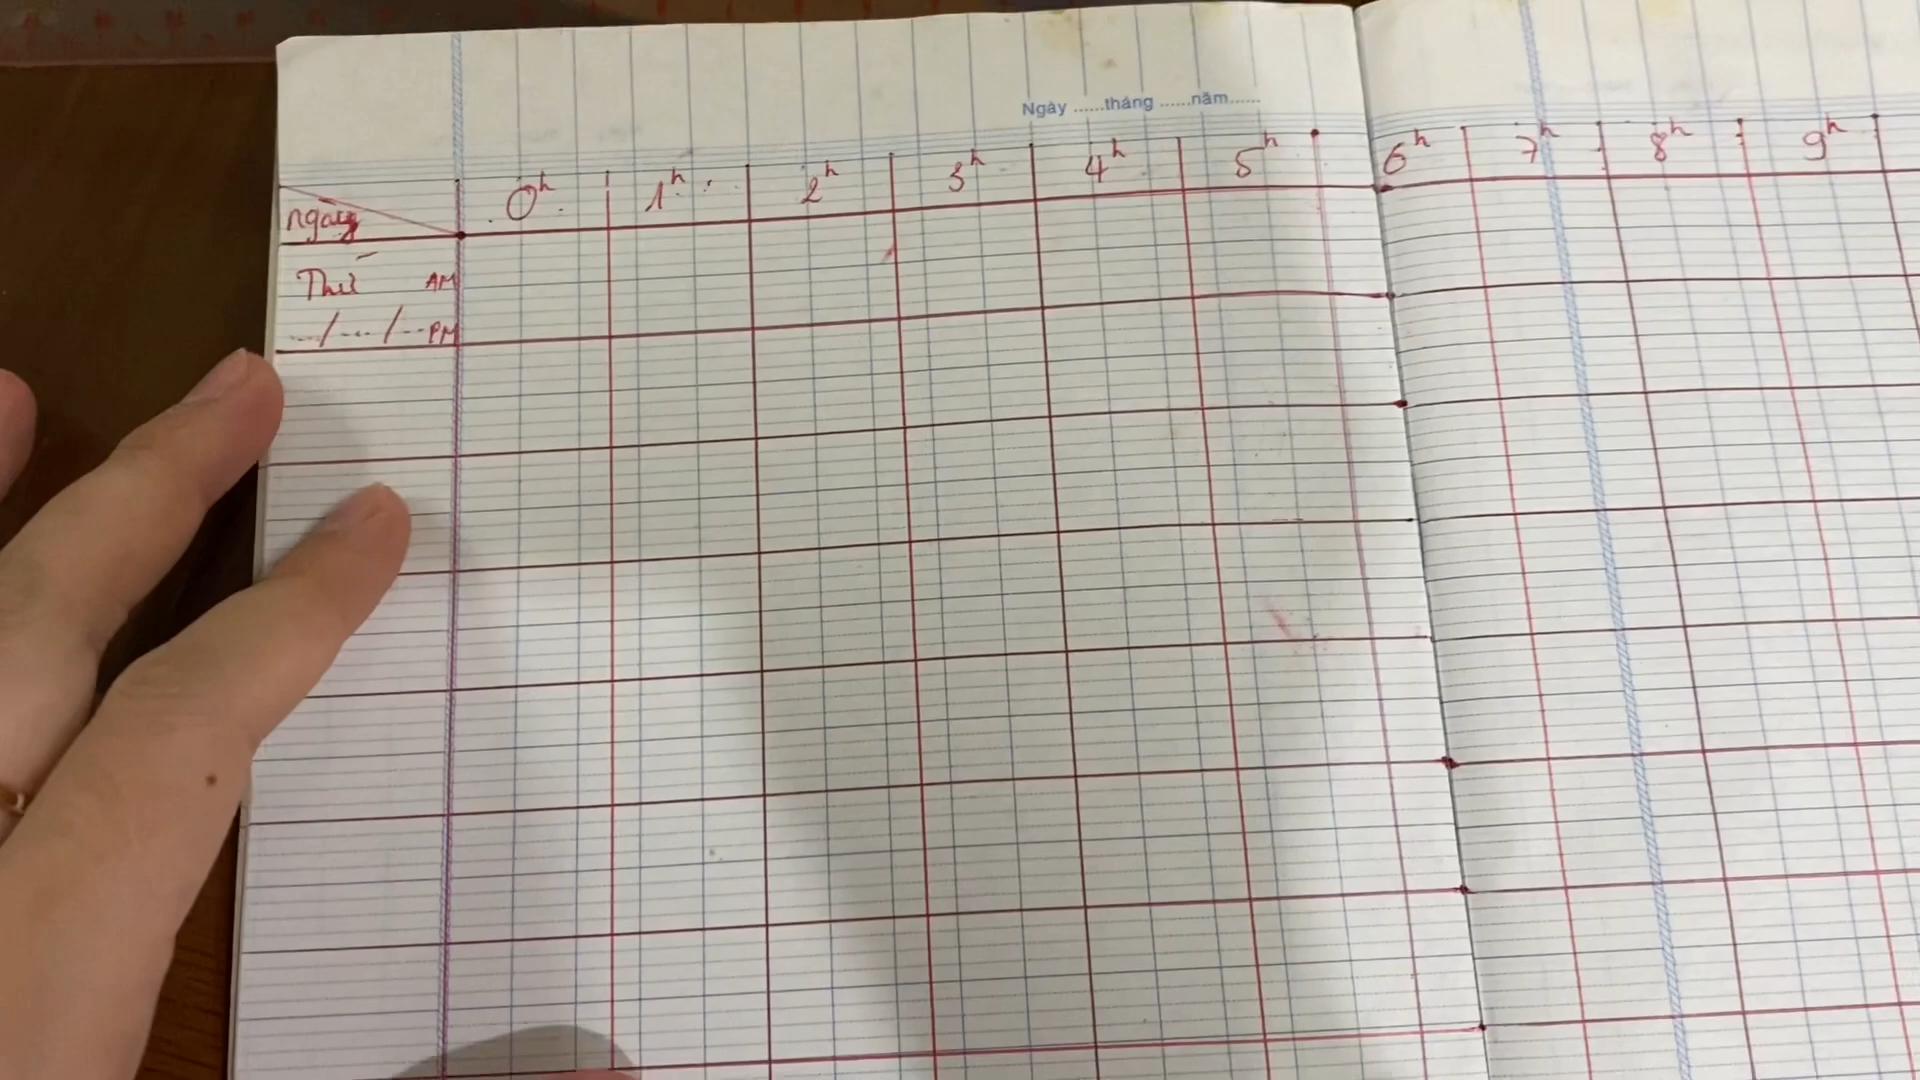 Ngày ......tháng ......năm......
0h 1h 2h 3h 4h 5h 6h 7h 8h 9h
ngày
Thứ AM
.../.../... PM